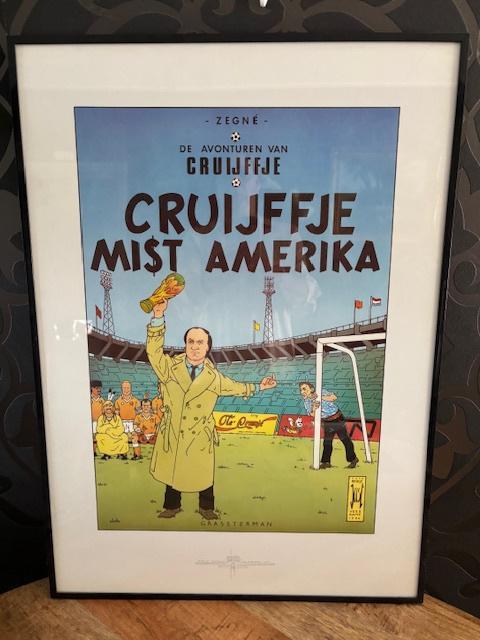 - ZEGNÉ -
DE AVONTUREN VAN
CRUIJFFJE
CRUIJFFJE
MI$T AMERIKA
GRASSTERMAN